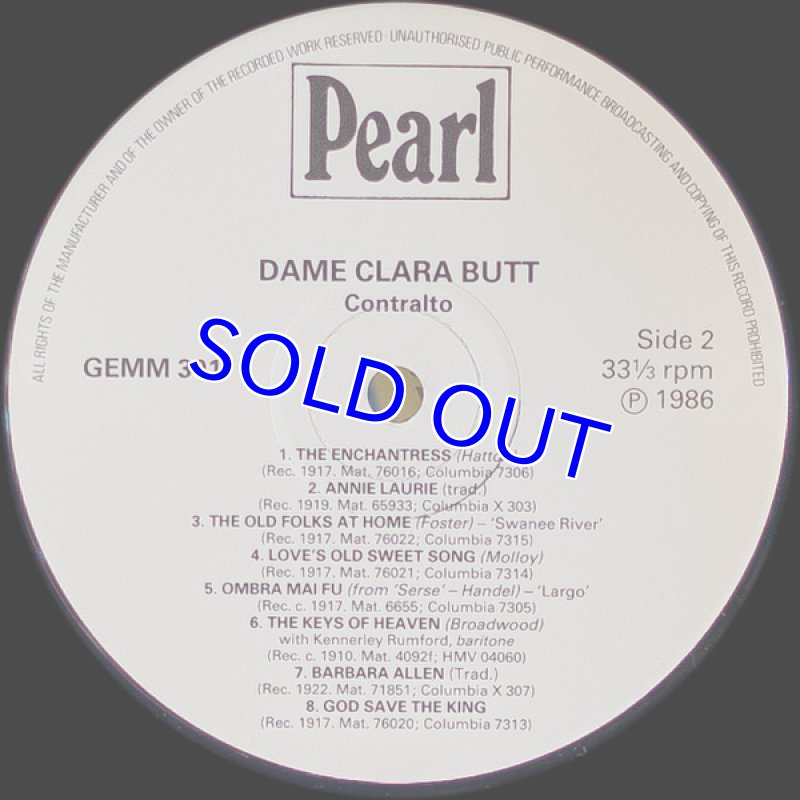 ALL RIGHTS OF THE MANUFACTURER AND OF THE OWNER OF THE RECORDED WORK RESERVED · UNAUTHORISED PUBLIC PERFORMANCE BROADCASTING AND COPYING OF THIS RECORD PROHIBITED
Pearl
DAME CLARA BUTT
Contralto
Side 2
GEMM
33⅓ rpm
Ⓟ 1986
SOLD OUT
1. THE ENCHANTRESS
(Rec. 1917. Mat. 76016; Columbia 7306)
2. ANNIE LAURIE (trad.)
(Rec. 1919. Mat. 65933; Columbia X 303)
3. THE OLD FOLKS AT HOME (Foster) – 'Swanee River'
(Rec. 1917. Mat. 76022; Columbia 7315)
4. LOVE'S OLD SWEET SONG (Molloy)
(Rec. 1917. Mat. 76021; Columbia 7314)
5. OMBRA MAI FU (from 'Serse' – Handel) – 'Largo'
(Rec. c. 1917. Mat. 6655; Columbia 7305)
6. THE KEYS OF HEAVEN (Broadwood)
with Kennerley Rumford, baritone
(Rec. c. 1910. Mat. 4092f; HMV 04060)
7. BARBARA ALLEN (Trad.)
(Rec. 1922. Mat. 71851; Columbia X 307)
8. GOD SAVE THE KING
(Rec. 1917. Mat. 76020; Columbia 7313)